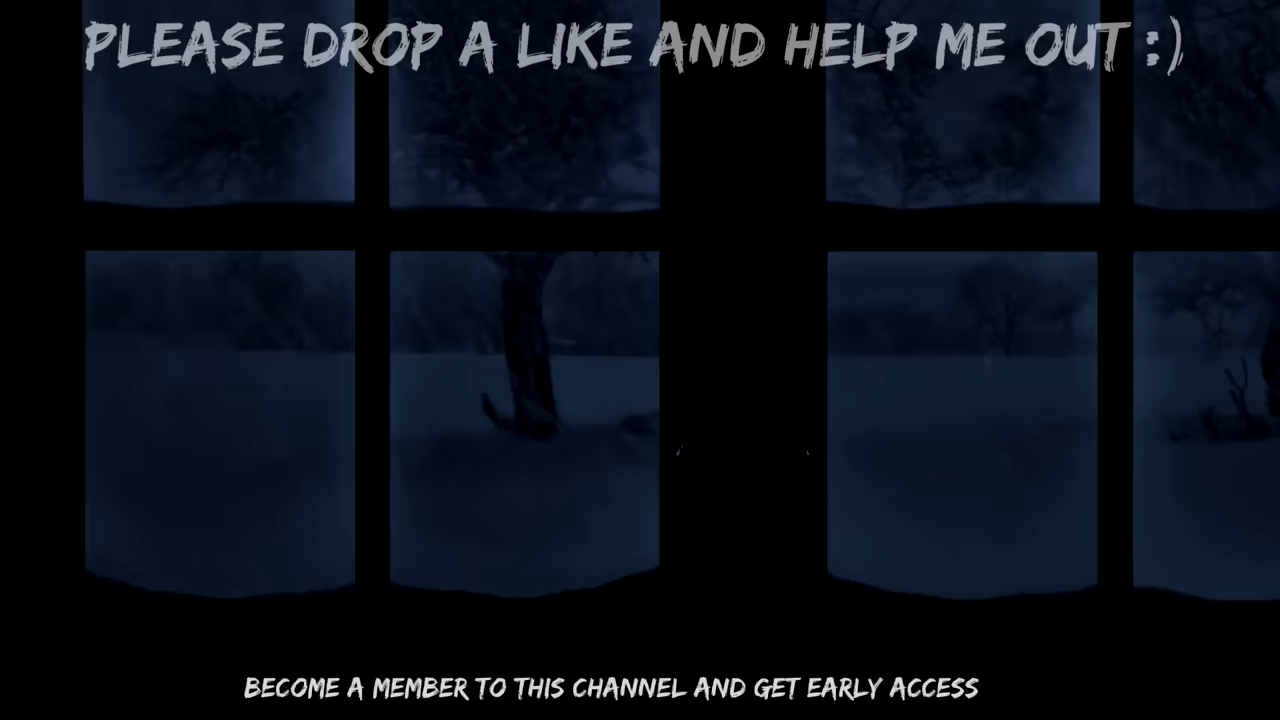 PLEASE DROP A LIKE AND HELP ME OUT :)
BECOME A MEMBER TO THIS CHANNEL AND GET EARLY ACCESS